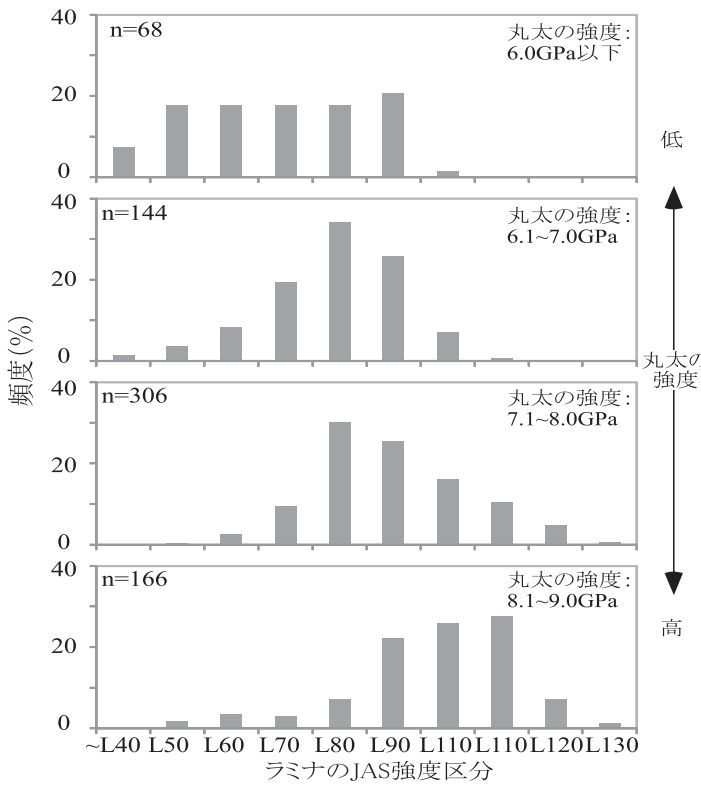 40
20
0
n=68
丸太の強度:
6.0GPa以下
40
20
0
n=144
丸太の強度:
6.1~7.0GPa
40
20
0
n=306
丸太の強度:
7.1~8.0GPa
40
20
0
n=166
丸太の強度:
8.1~9.0GPa
頻度(%)
~L40 L50 L60 L70 L80 L90 L110 L110 L120 L130
ラミナのJAS強度区分
低
丸太の
強度
高